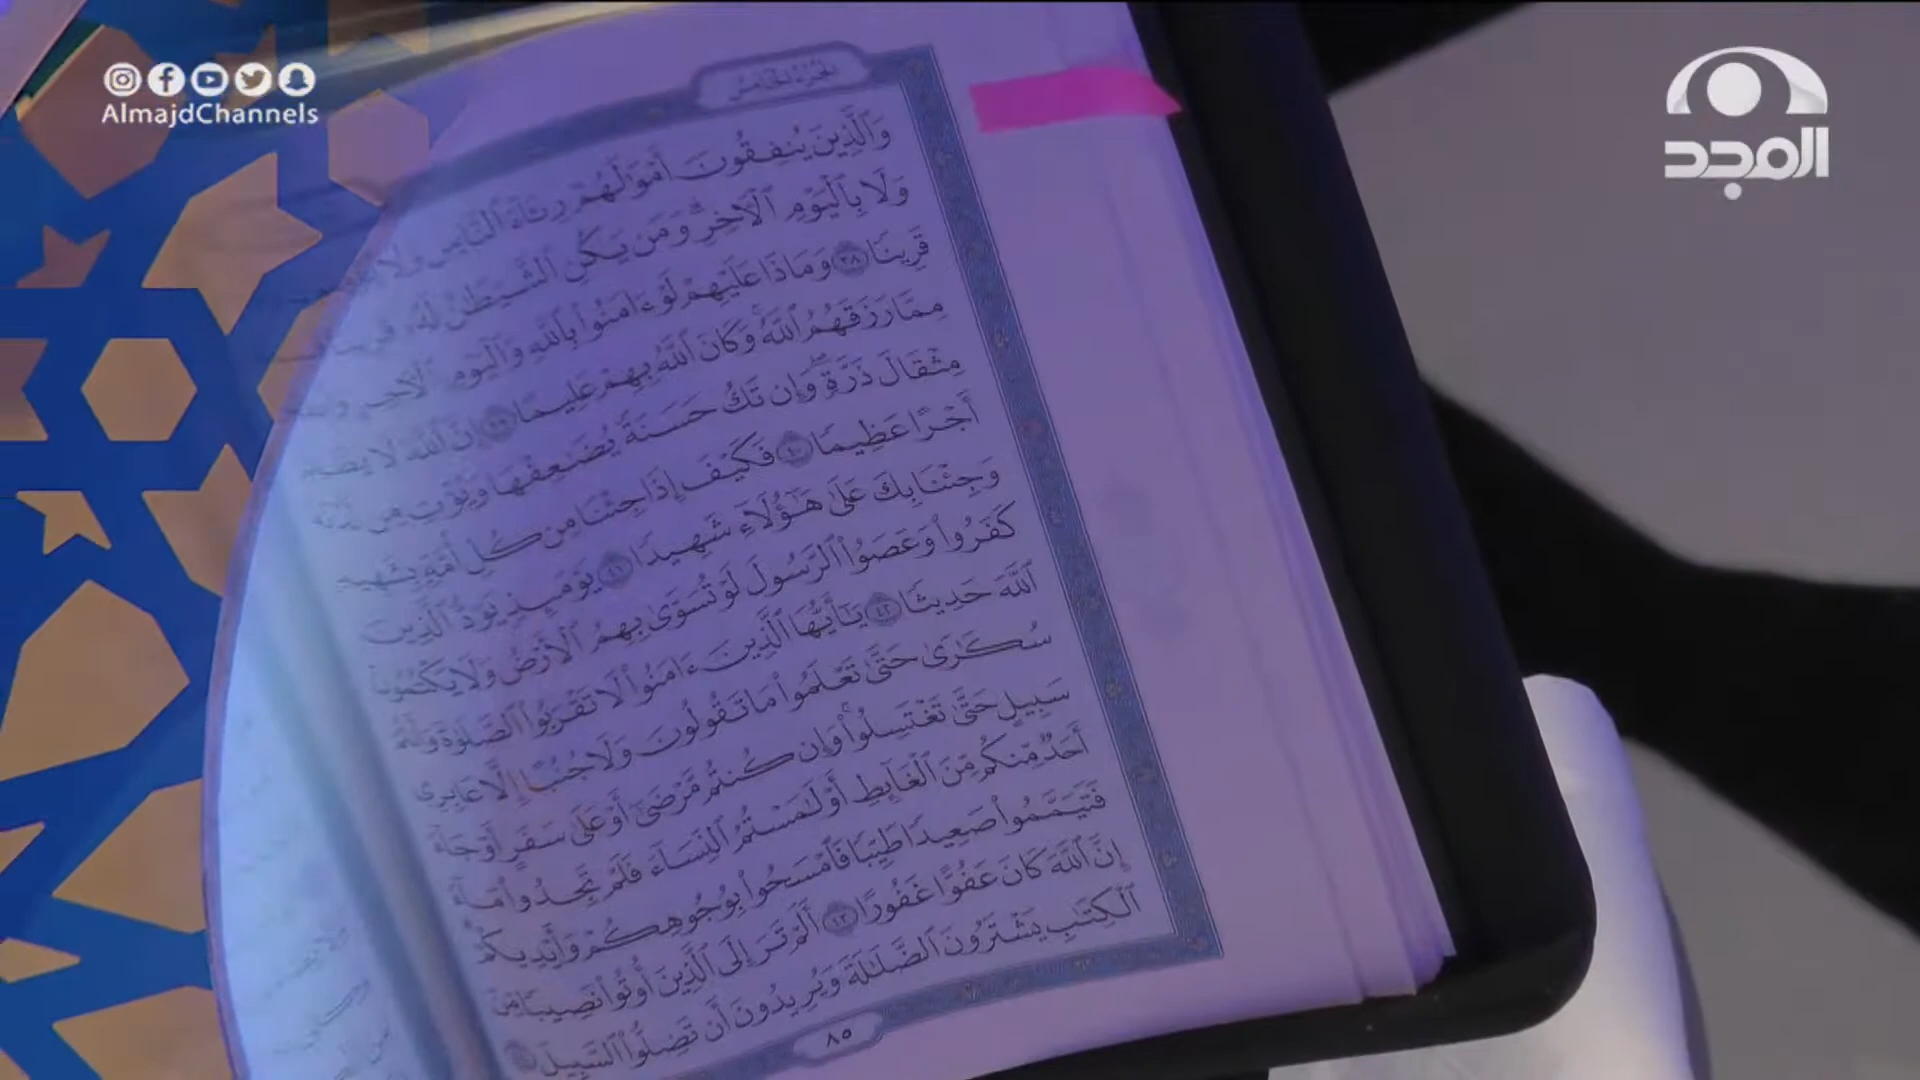 AlmajdChannels
المجد
الجزء الخامس
وَٱلَّذِينَ يُنفِقُونَ أَمْوَٰلَهُمْ رِئَآءَ ٱلنَّاسِ وَلَا
وَلَا بِٱلْيَوْمِ ٱلْـَٔاخِرِ ۗ وَمَن يَكُنِ ٱلشَّيْطَٰنُ لَهُۥ
قَرِينًا ٣٨ وَمَاذَا عَلَيْهِمْ لَوْ ءَامَنُوا۟ بِٱللَّهِ وَٱلْيَوْمِ ٱلْـَٔاخِرِ
مِمَّا رَزَقَهُمُ ٱللَّهُ ۚ وَكَانَ ٱللَّهُ بِهِمْ عَلِيمًا ٣٩ إِنَّ ٱللَّهَ لَا
مِثْقَالَ ذَرَّةٍ ۖ وَإِن تَكُ حَسَنَةً يُضَٰعِفْهَا وَيُؤْتِ مِن
أَجْرًا عَظِيمًا ٤٠ فَكَيْفَ إِذَا جِئْنَا مِن كُلِّ أُمَّةٍۭ بِشَهِيدٍ
وَجِئْنَا بِكَ عَلَىٰ هَٰٓؤُلَآءِ شَهِيدًا ٤١ يَوْمَئِذٍ يَوَدُّ ٱلَّذِينَ
كَفَرُوا۟ وَعَصَوُا۟ ٱلرَّسُولَ لَوْ تُسَوَّىٰ بِهِمُ ٱلْأَرْضُ وَلَا يَكْتُمُونَ
ٱللَّهَ حَدِيثًا ٤٢ يَٰٓأَيُّهَا ٱلَّذِينَ ءَامَنُوا۟ لَا تَقْرَبُوا۟ ٱلصَّلَوٰةَ وَأَنتُمْ
سُكَٰرَىٰ حَتَّىٰ تَعْلَمُوا۟ مَا تَقُولُونَ وَلَا جُنُبًا إِلَّا عَابِرِى
سَبِيلٍ حَتَّىٰ تَغْتَسِلُوا۟ ۚ وَإِن كُنتُم مَّرْضَىٰٓ أَوْ عَلَىٰ سَفَرٍ أَوْ جَآءَ
أَحَدٌ مِّنكُم مِّنَ ٱلْغَآئِطِ أَوْ لَٰمَسْتُمُ ٱلنِّسَآءَ فَلَمْ تَجِدُوا۟ مَآءً
فَتَيَمَّمُوا۟ صَعِيدًا طَيِّبًا فَٱمْسَحُوا۟ بِوُجُوهِكُمْ وَأَيْدِيكُمْ
إِنَّ ٱللَّهَ كَانَ عَفُوًّا غَفُورًا ٤٣ أَلَمْ تَرَ إِلَى ٱلَّذِينَ أُوتُوا۟ نَصِيبًا مِّنَ
ٱلْكِتَٰبِ يَشْتَرُونَ ٱلضَّلَٰلَةَ وَيُرِيدُونَ أَن تَضِلُّوا۟ ٱلسَّبِيلَ
٨٥